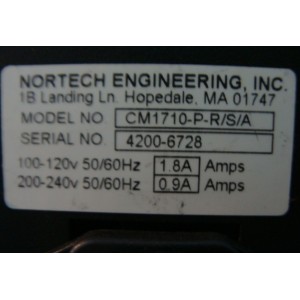 NORTECH ENGINEERING, INC.
1B Landing Ln. Hopedale, MA 01747
MODEL NO CM1710-P-R/S/A
SERIAL NO. 4200-6728
100-120v 50/60Hz 1.8A Amps
200-240v 50/60Hz 0.9A Amps